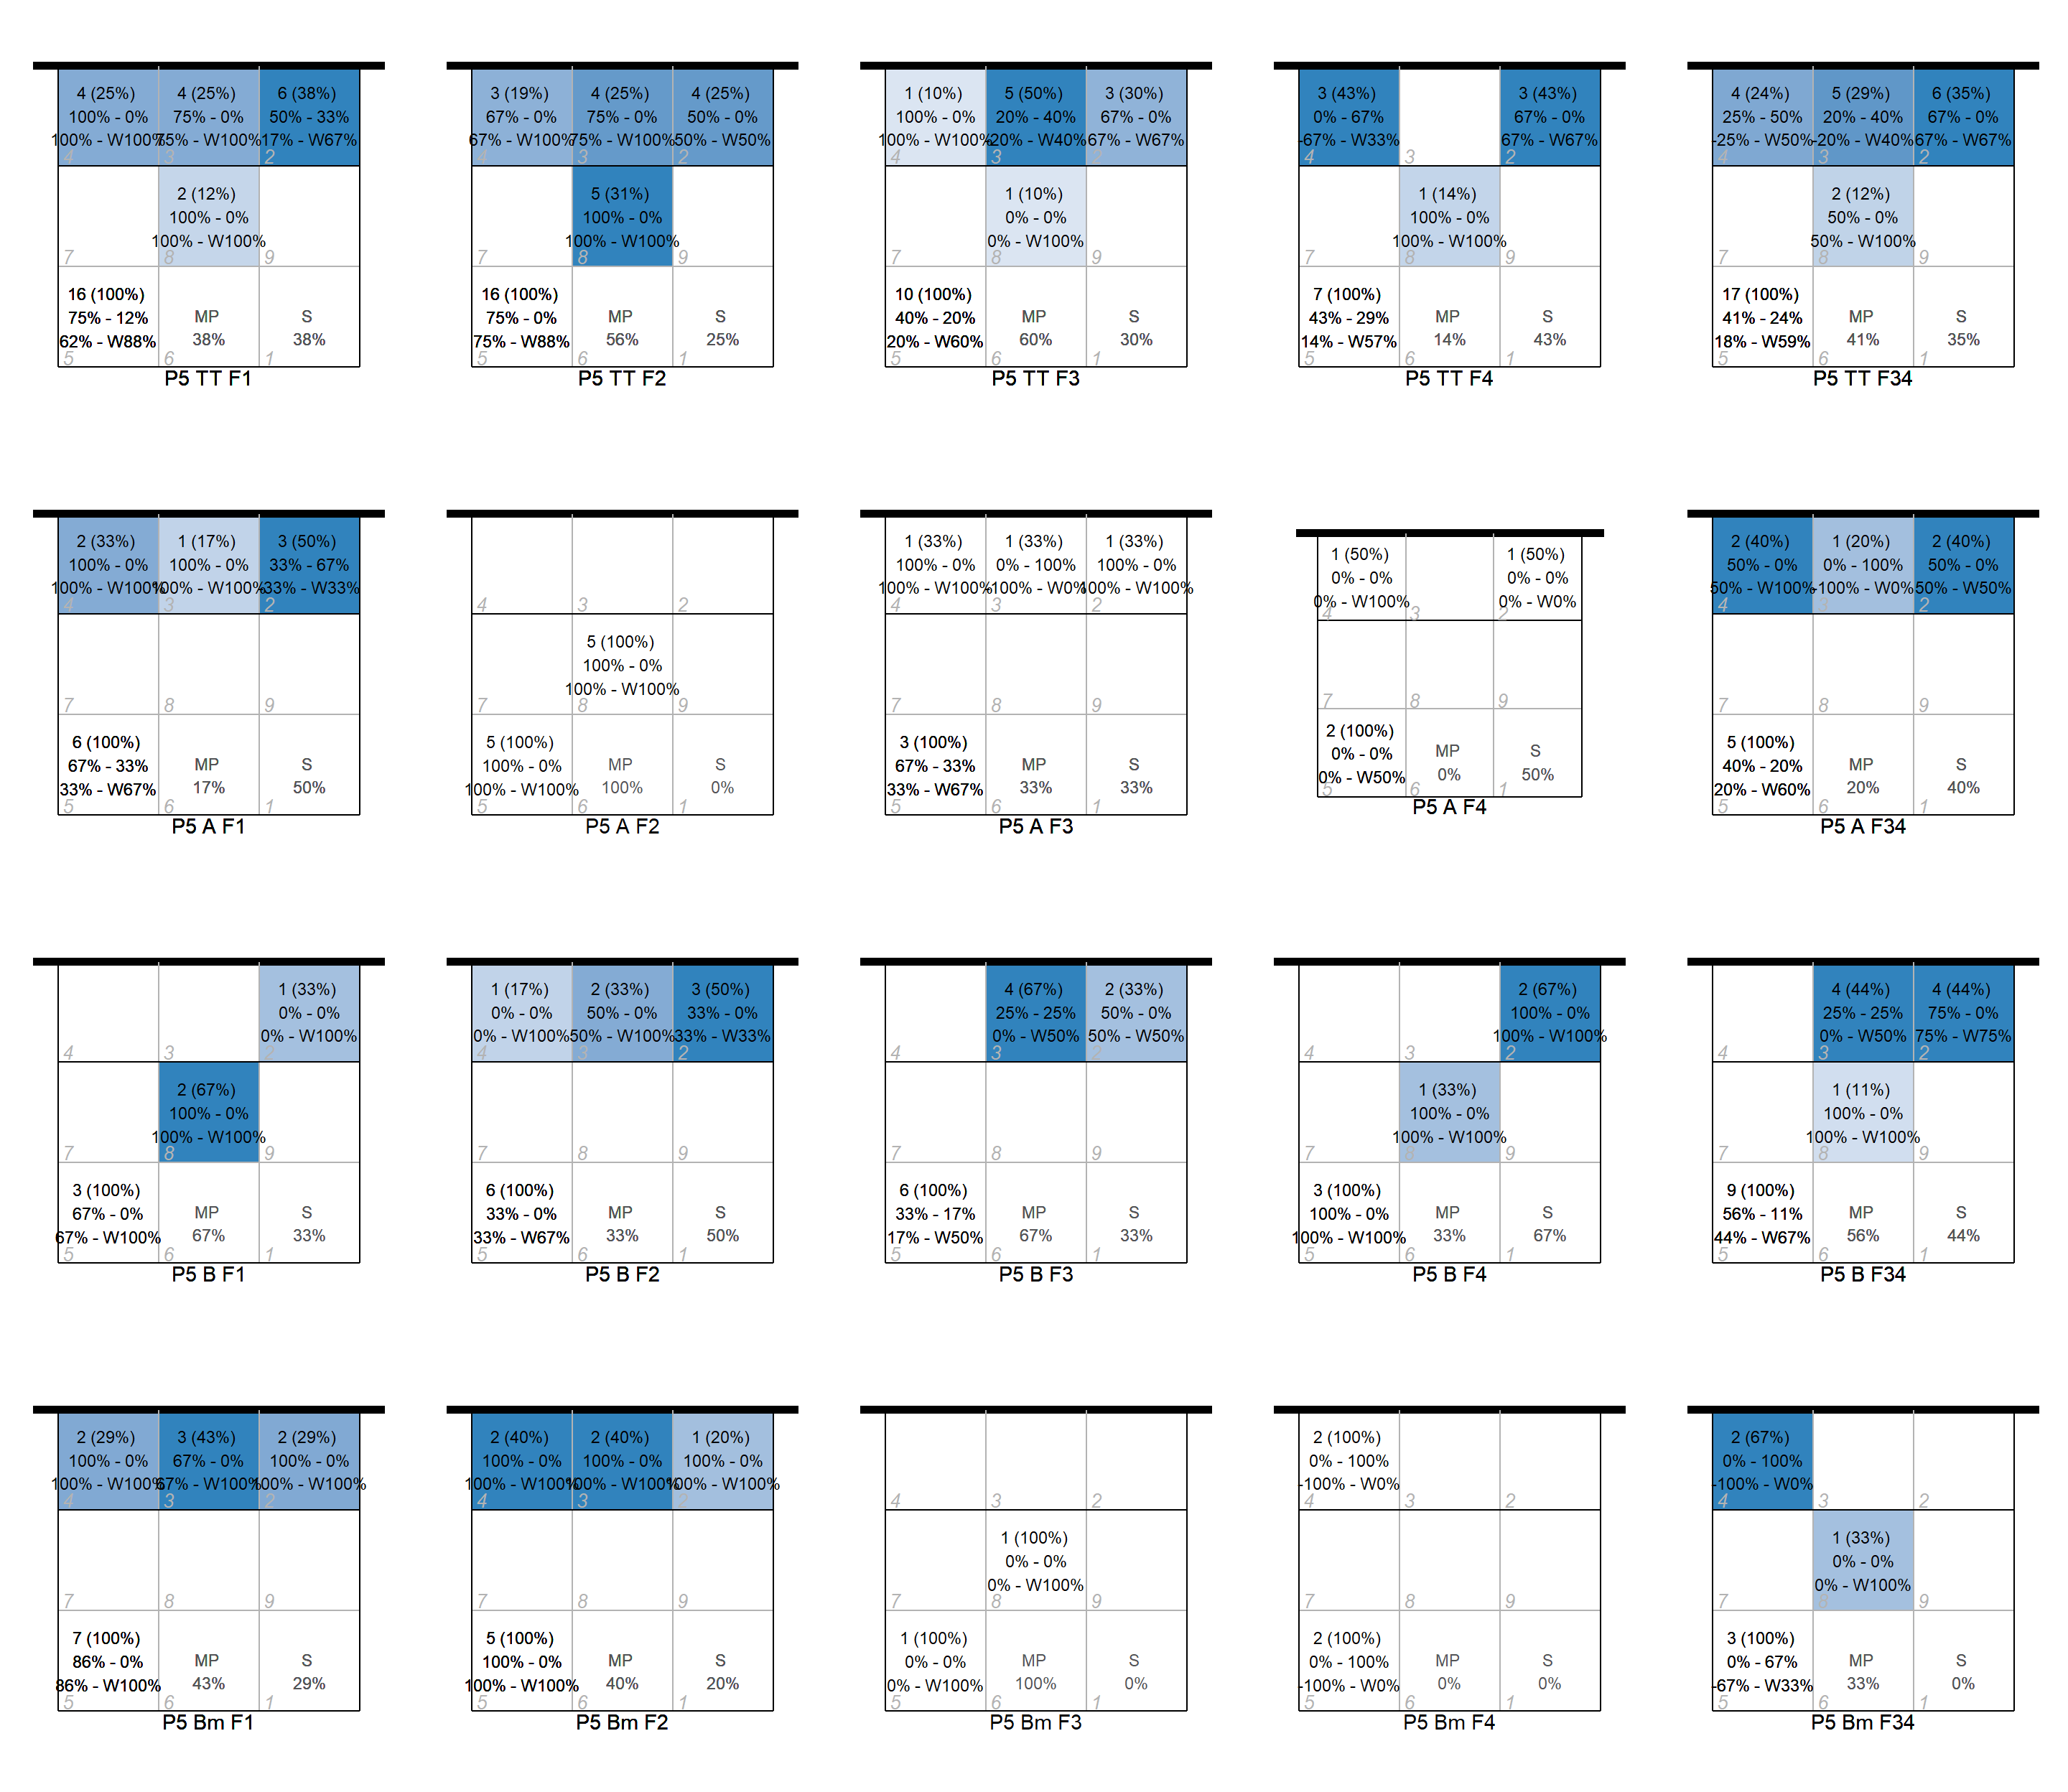 4 (25%)
100% - 0%
100% - W100%
4
4 (25%)
75% - 0%
75% - W100%
3
6 (38%)
50% - 33%
17% - W67%
2
7
2 (12%)
100% - 0%
100% - W100%
8
9
16 (100%)
75% - 12%
62% - W88%
5
MP
38%
6
S
38%
1
P5 TT F1
3 (19%)
67% - 0%
67% - W100%
4
4 (25%)
75% - 0%
75% - W100%
3
4 (25%)
50% - 0%
50% - W50%
2
7
5 (31%)
100% - 0%
100% - W100%
8
9
16 (100%)
75% - 0%
75% - W88%
5
MP
56%
6
S
25%
1
P5 TT F2
1 (10%)
100% - 0%
100% - W100%
4
5 (50%)
20% - 40%
-20% - W40%
3
3 (30%)
67% - 0%
67% - W67%
2
7
1 (10%)
0% - 0%
0% - W100%
8
9
10 (100%)
40% - 20%
20% - W60%
5
MP
60%
6
S
30%
1
P5 TT F3
3 (43%)
0% - 67%
-67% - W33%
4
3
3 (43%)
67% - 0%
67% - W67%
2
7
1 (14%)
100% - 0%
100% - W100%
8
9
7 (100%)
43% - 29%
14% - W57%
5
MP
14%
6
S
43%
1
P5 TT F4
4 (24%)
25% - 50%
-25% - W50%
4
5 (29%)
20% - 40%
-20% - W40%
3
6 (35%)
67% - 0%
67% - W67%
2
7
2 (12%)
50% - 0%
50% - W100%
8
9
17 (100%)
41% - 24%
18% - W59%
5
MP
41%
6
S
35%
1
P5 TT F34
2 (33%)
100% - 0%
100% - W100%
4
1 (17%)
100% - 0%
100% - W100%
3
3 (50%)
33% - 67%
-33% - W33%
2
7
8
9
6 (100%)
67% - 33%
33% - W67%
5
MP
17%
6
S
50%
1
P5 A F1
4
3
2
7
5 (100%)
100% - 0%
100% - W100%
8
9
5 (100%)
100% - 0%
100% - W100%
5
MP
100%
6
S
0%
1
P5 A F2
1 (33%)
100% - 0%
100% - W100%
4
1 (33%)
0% - 100%
-100% - W0%
3
1 (33%)
100% - 0%
100% - W100%
2
7
8
9
3 (100%)
67% - 33%
33% - W67%
5
MP
33%
6
S
33%
1
P5 A F3
1 (50%)
0% - 0%
0% - W100%
4
3
1 (50%)
0% - 0%
0% - W0%
2
7
8
9
2 (100%)
0% - 0%
0% - W50%
5
MP
0%
6
S
50%
1
P5 A F4
2 (40%)
50% - 0%
50% - W100%
4
1 (20%)
0% - 100%
-100% - W0%
3
2 (40%)
50% - 0%
50% - W50%
2
7
8
9
5 (100%)
40% - 20%
20% - W60%
5
MP
20%
6
S
40%
1
P5 A F34
4
3
1 (33%)
0% - 0%
0% - W100%
2
7
2 (67%)
100% - 0%
100% - W100%
8
9
3 (100%)
67% - 0%
67% - W100%
5
MP
67%
6
S
33%
1
P5 B F1
1 (17%)
0% - 0%
0% - W100%
4
2 (33%)
50% - 0%
50% - W100%
3
3 (50%)
33% - 0%
33% - W33%
2
7
8
9
6 (100%)
33% - 0%
33% - W67%
5
MP
33%
6
S
50%
1
P5 B F2
4
4 (67%)
25% - 25%
0% - W50%
3
2 (33%)
50% - 0%
50% - W50%
2
7
8
9
6 (100%)
33% - 17%
17% - W50%
5
MP
67%
6
S
33%
1
P5 B F3
4
3
2 (67%)
100% - 0%
100% - W100%
2
7
1 (33%)
100% - 0%
100% - W100%
8
9
3 (100%)
100% - 0%
100% - W100%
5
MP
33%
6
S
67%
1
P5 B F4
4
4 (44%)
25% - 25%
0% - W50%
3
4 (44%)
75% - 0%
75% - W75%
2
7
1 (11%)
100% - 0%
100% - W100%
8
9
9 (100%)
56% - 11%
44% - W67%
5
MP
56%
6
S
44%
1
P5 B F34
2 (29%)
100% - 0%
100% - W100%
4
3 (43%)
67% - 0%
67% - W100%
3
2 (29%)
100% - 0%
100% - W100%
2
7
8
9
7 (100%)
86% - 0%
86% - W100%
5
MP
43%
6
S
29%
1
P5 Bm F1
2 (40%)
100% - 0%
100% - W100%
4
2 (40%)
100% - 0%
100% - W100%
3
1 (20%)
100% - 0%
100% - W100%
2
7
8
9
5 (100%)
100% - 0%
100% - W100%
5
MP
40%
6
S
20%
1
P5 Bm F2
4
3
2
7
1 (100%)
0% - 0%
0% - W100%
8
9
1 (100%)
0% - 0%
0% - W100%
5
MP
100%
6
S
0%
1
P5 Bm F3
2 (100%)
0% - 100%
-100% - W0%
4
3
2
7
8
9
2 (100%)
0% - 100%
-100% - W0%
5
MP
0%
6
S
0%
1
P5 Bm F4
2 (67%)
0% - 100%
-100% - W0%
4
3
2
7
1 (33%)
0% - 0%
0% - W100%
8
9
3 (100%)
0% - 67%
-67% - W33%
5
MP
33%
6
S
0%
1
P5 Bm F34